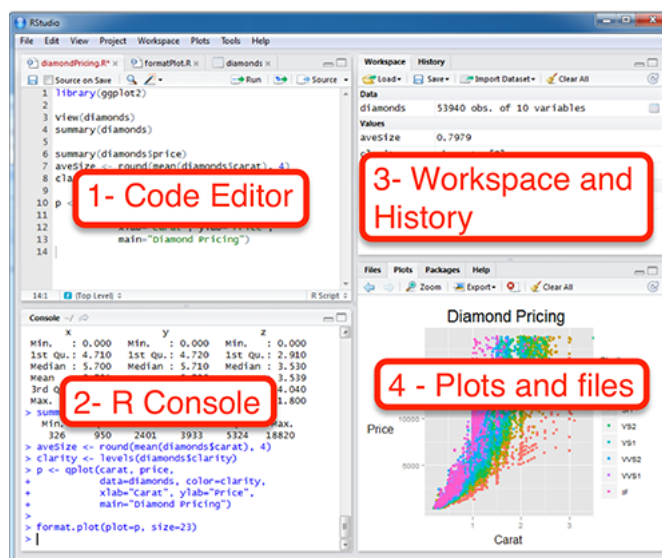 RStudio
File Edit View Project Workspace Plots Tools Help
diamondPricing.R* × formatPlot.R × diamonds ×
Source on Save Run Source
1 library(ggplot2)
2
3 view(diamonds)
4 summary(diamonds)
5
6 summary(diamonds$price)
7 aveSize <- round(mean(diamonds$carat), 4)
8
9
10 p
11
12 xlab="Carat", ylab="Price",
13 main="Diamond Pricing")
14
1- Code Editor
14:1 (Top Level) R Script
Console ~/
x y z
Min. : 0.000 Min. : 0.000 Min. : 0.000
1st Qu.: 4.710 1st Qu.: 4.720 1st Qu.: 2.910
Median : 5.700 Median : 5.710 Median : 3.530
Mean 3.539
3rd Q 4.040
Max. 1.800
2- R Console
326 950 2401 3933 5324 18820
> aveSize <- round(mean(diamonds$carat), 4)
> clarity <- levels(diamonds$clarity)
> p <- qplot(carat, price,
+ data=diamonds, color=clarity,
+ xlab="Carat", ylab="Price",
+ main="Diamond Pricing")
>
> format.plot(plot=p, size=23)
>
Workspace History
Load Save Import Dataset Clear All
Data
diamonds 53940 obs. of 10 variables
Values
aveSize 0.7979
3- Workspace and
History
Files Plots Packages Help
Zoom Export Clear All
Diamond Pricing
4 - Plots and files
Price
10000
5000
VS2
VS1
VVS2
VVS1
IF
1 2 3
Carat